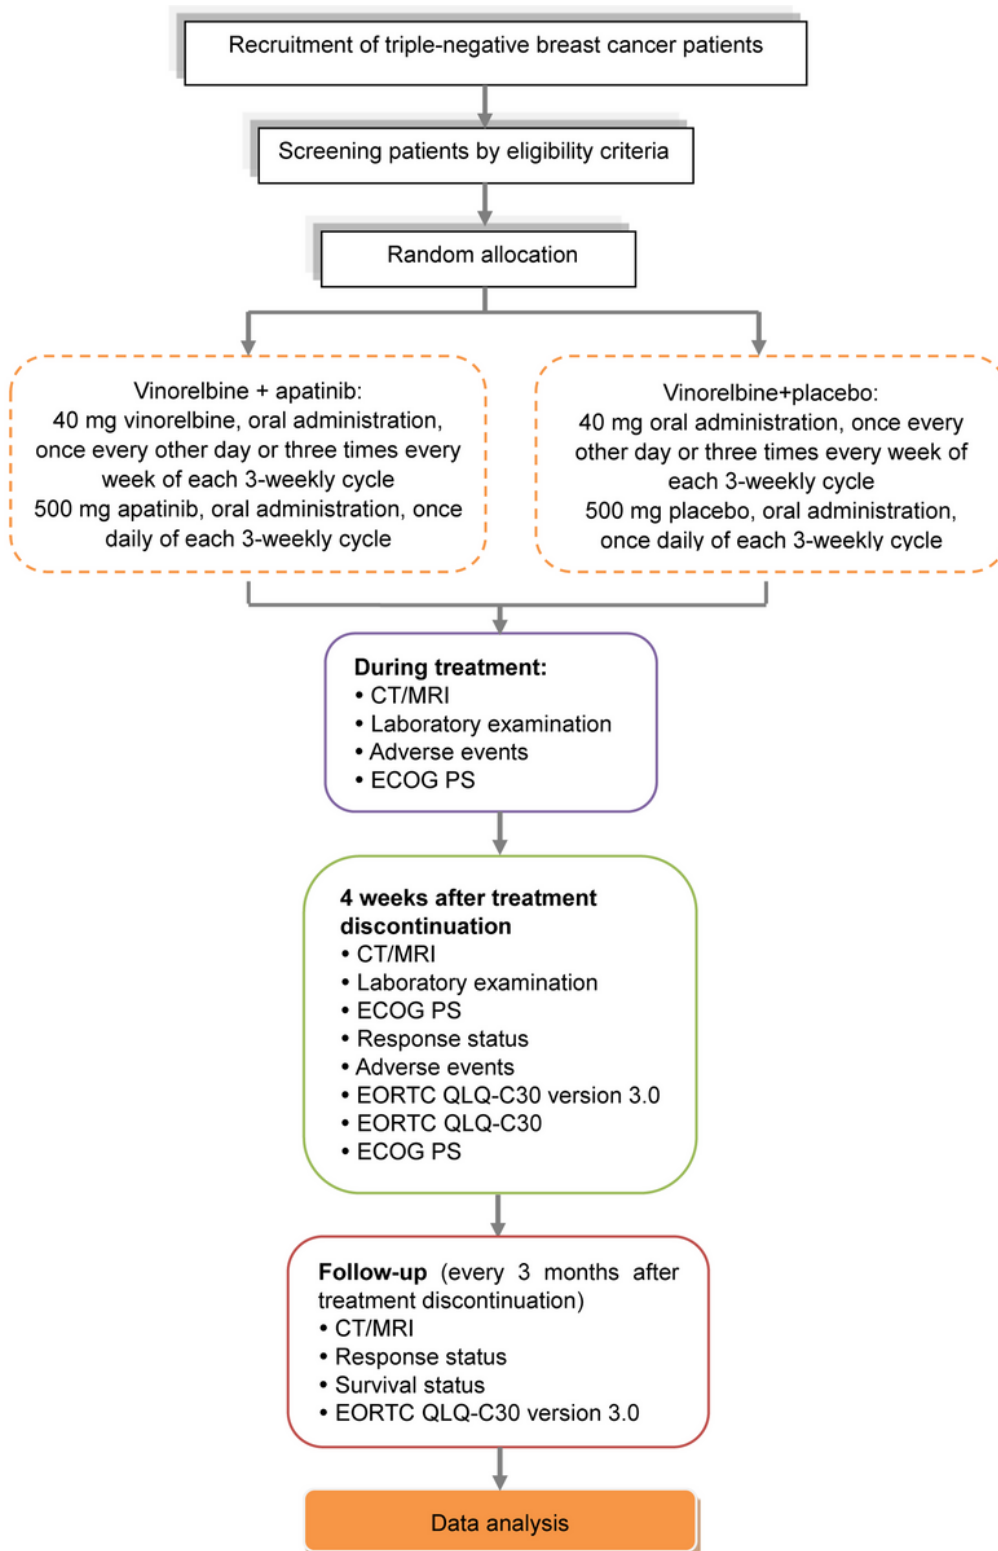 Recruitment of triple-negative breast cancer patients
Screening patients by eligibility criteria
Random allocation
Vinorelbine + apatinib:
40 mg vinorelbine, oral administration,
once every other day or three times every
week of each 3-weekly cycle
500 mg apatinib, oral administration, once
daily of each 3-weekly cycle
Vinorelbine+placebo:
40 mg oral administration, once every
other day or three times every week of
each 3-weekly cycle
500 mg placebo, oral administration,
once daily of each 3-weekly cycle
During treatment:
• CT/MRI
• Laboratory examination
• Adverse events
• ECOG PS
4 weeks after treatment
discontinuation
• CT/MRI
• Laboratory examination
• ECOG PS
• Response status
• Adverse events
• EORTC QLQ-C30 version 3.0
• EORTC QLQ-C30
• ECOG PS
Follow-up (every 3 months after
treatment discontinuation)
• CT/MRI
• Response status
• Survival status
• EORTC QLQ-C30 version 3.0
Data analysis